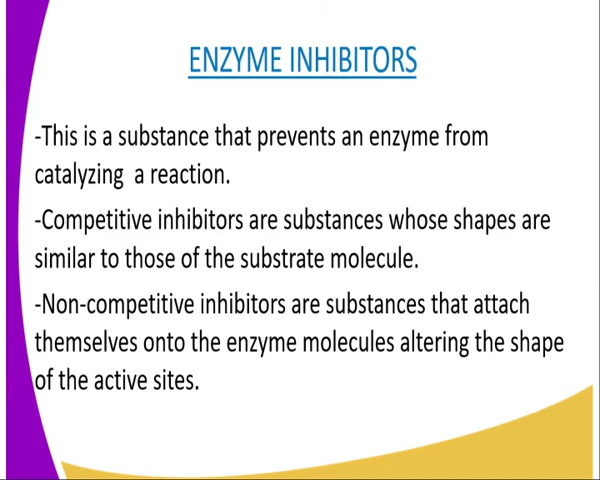 ENZYME INHIBITORS
-This is a substance that prevents an enzyme from
catalyzing  a reaction.
-Competitive inhibitors are substances whose shapes are
similar to those of the substrate molecule.
-Non-competitive inhibitors are substances that attach
themselves onto the enzyme molecules altering the shape
of the active sites.